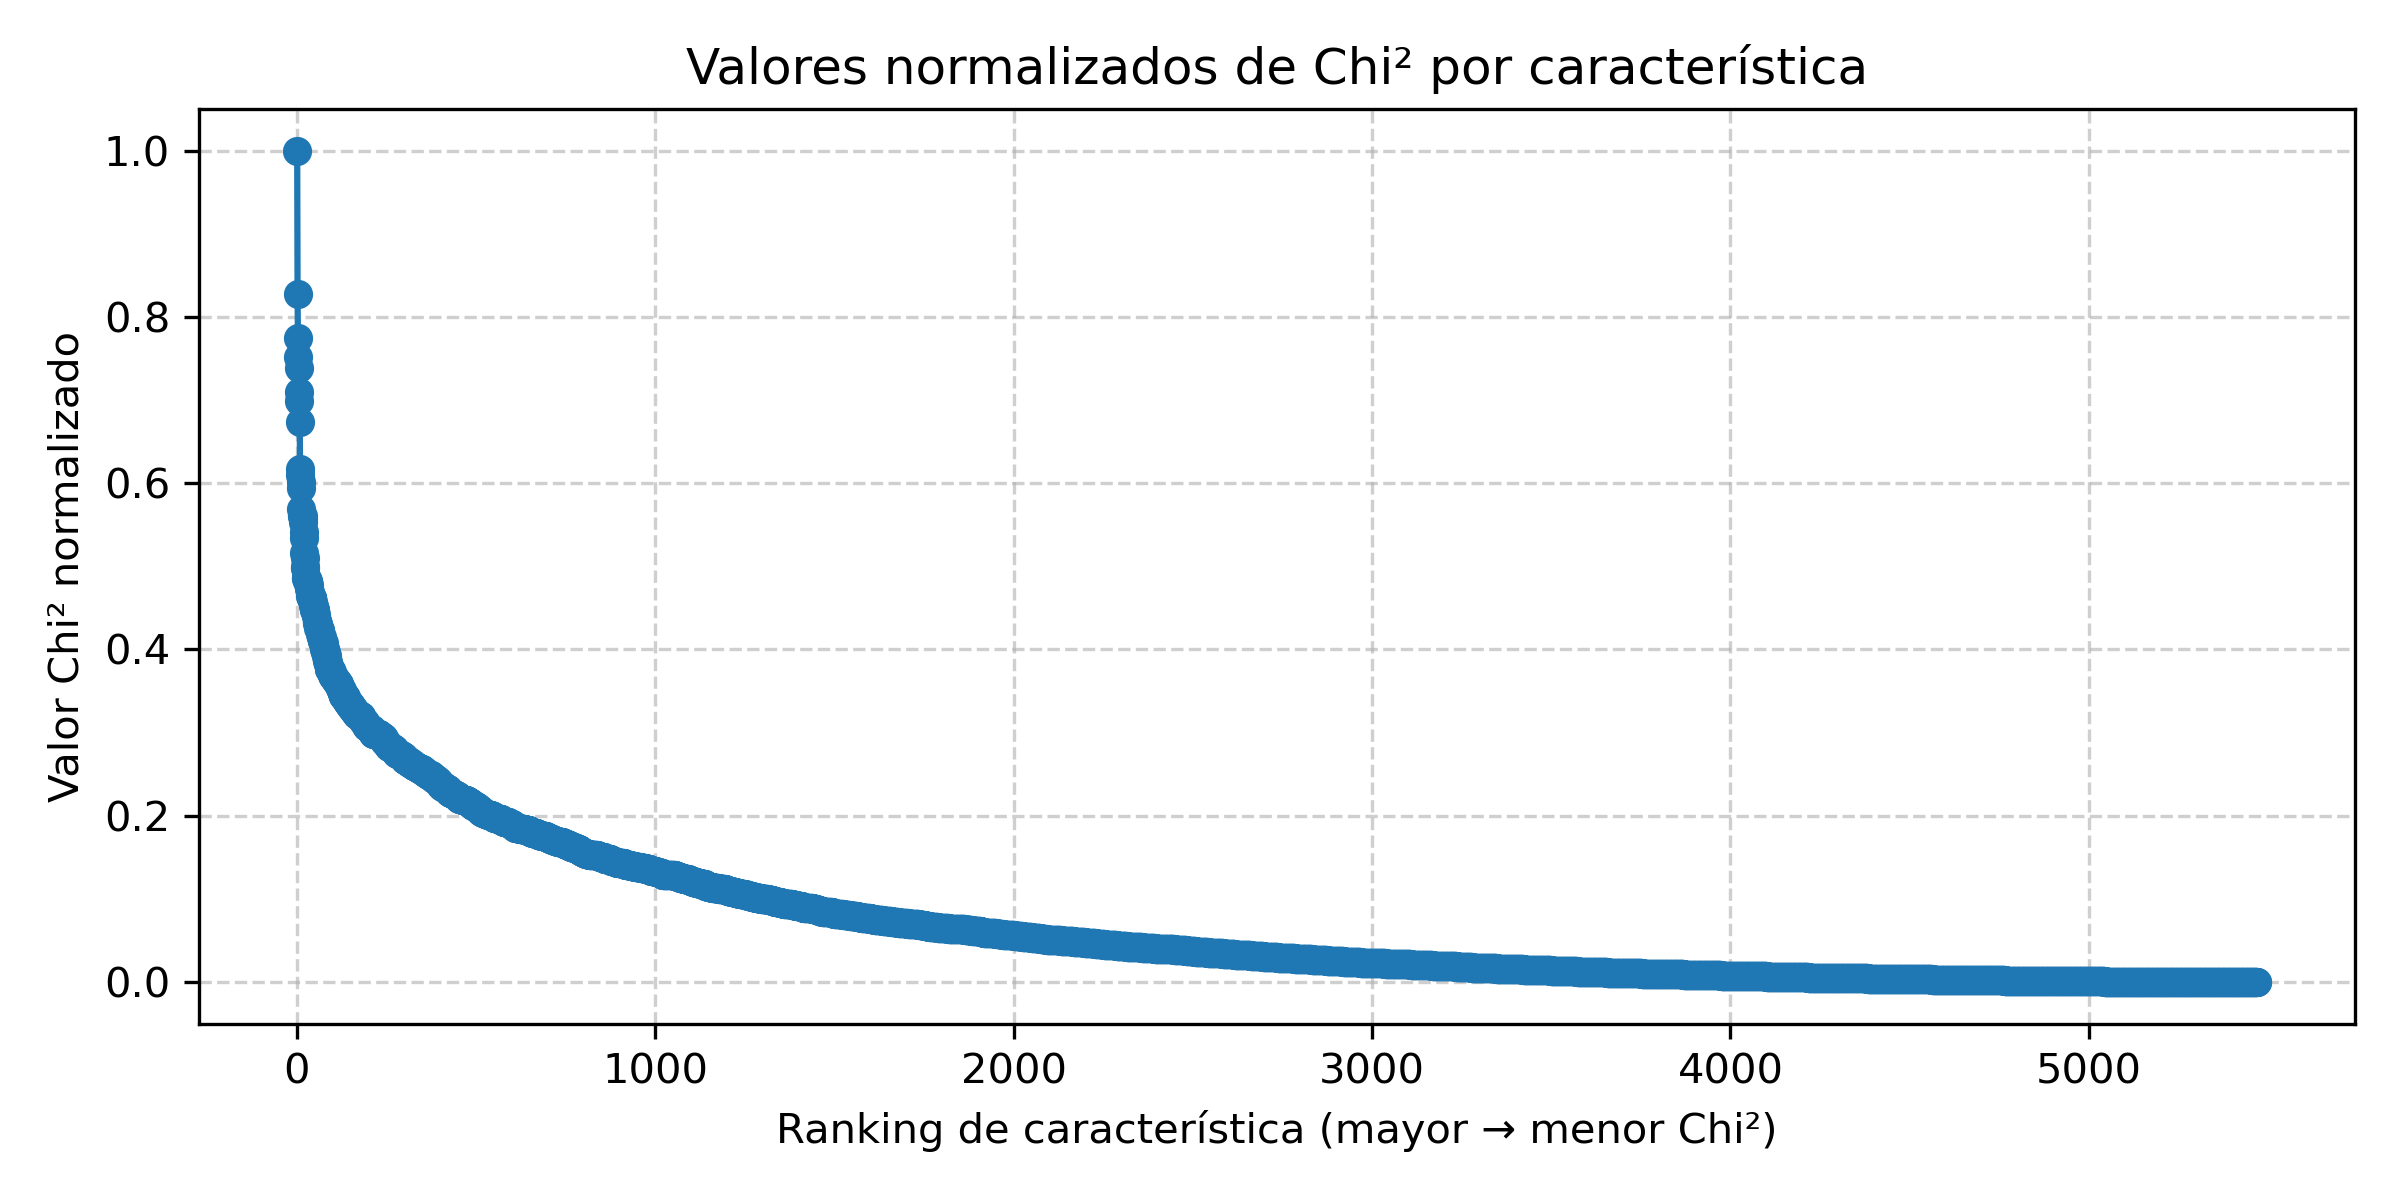 Valores normalizados de Chi² por característica
Valor Chi² normalizado
1.0
0.8
0.6
0.4
0.2
0.0
0 1000 2000 3000 4000 5000
Ranking de característica (mayor → menor Chi²)